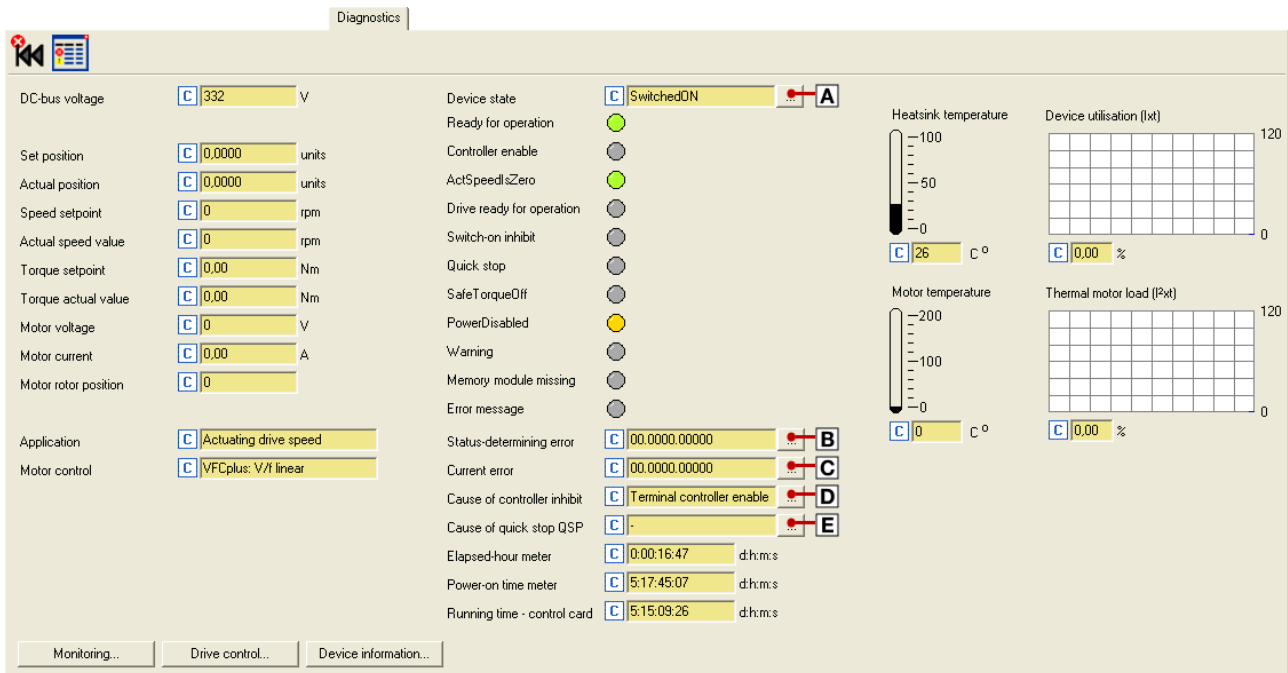 Diagnostics
DC-bus voltage C 332 V
Set position C 0,0000 units
Actual position C 0,0000 units
Speed setpoint C 0 rpm
Actual speed value C 0 rpm
Torque setpoint C 0,00 Nm
Torque actual value C 0,00 Nm
Motor voltage C 0 V
Motor current C 0,00 A
Motor rotor position C 0
Application C Actuating drive speed
Motor control C VFCplus: V/f linear
Device state C SwitchedON ... A
Ready for operation
Controller enable
ActSpeedIsZero
Drive ready for operation
Switch-on inhibit
Quick stop
SafeTorqueOff
PowerDisabled
Warning
Memory module missing
Error message
Status-determining error C 00.0000.00000 ... B
Current error C 00.0000.00000 ... C
Cause of controller inhibit C Terminal controller enable ... D
Cause of quick stop QSP C - ... E
Elapsed-hour meter C 0:00:16:47 d:h:m:s
Power-on time meter C 5:17:45:07 d:h:m:s
Running time - control card C 5:15:09:26 d:h:m:s
Heatsink temperature
100
50
0
C 26 C º
Device utilisation (Ixt)
120
0
C 0,00 %
Motor temperature
200
100
0
C 0 C º
Thermal motor load (I²xt)
120
0
C 0,00 %
Monitoring... Drive control... Device information...